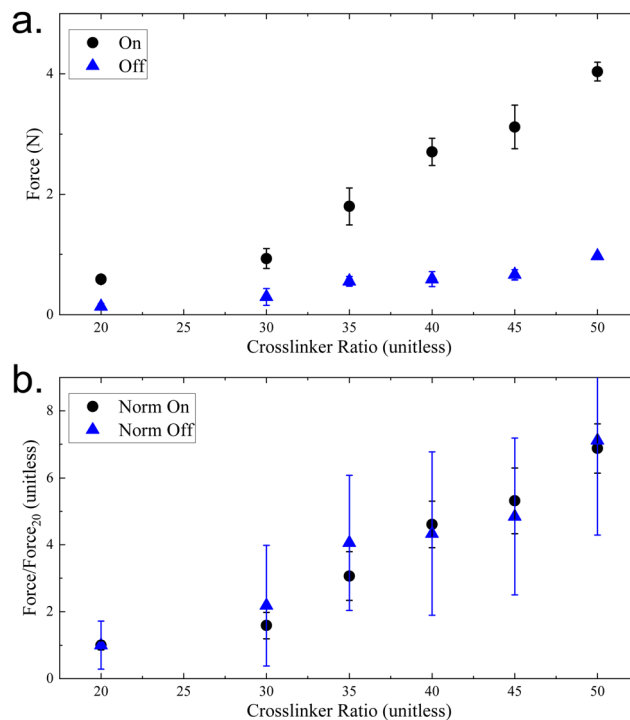 a.
On
Off
4
2
0
Force (N)
20 25 30 35 40 45 50
Crosslinker Ratio (unitless)
b.
Norm On
Norm Off
8
6
4
2
0
Force/Force₂₀ (unitless)
20 25 30 35 40 45 50
Crosslinker Ratio (unitless)